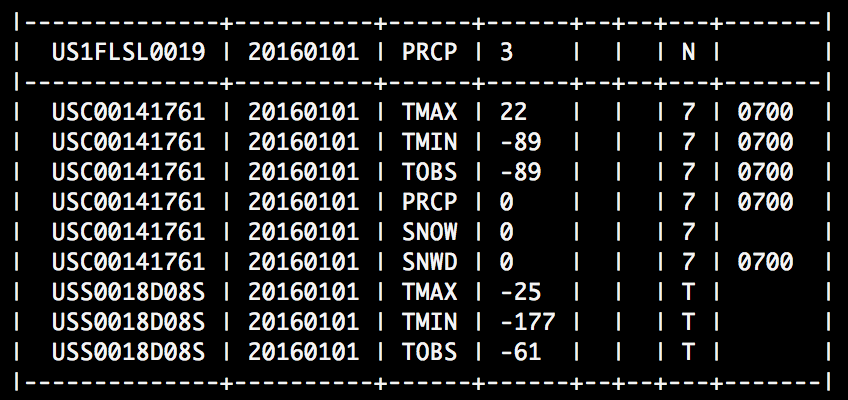 |---------------+-----------+------+------+--+--+---+-------|
|  US1FLSL0019 | 20160101 | PRCP | 3    |  |  | N |       |
|---------------+-----------+------+------+--+--+---+-------|
|  USC00141761 | 20160101 | TMAX | 22   |  |  | 7 | 0700  |
|  USC00141761 | 20160101 | TMIN | -89  |  |  | 7 | 0700  |
|  USC00141761 | 20160101 | TOBS | -89  |  |  | 7 | 0700  |
|  USC00141761 | 20160101 | PRCP | 0    |  |  | 7 | 0700  |
|  USC00141761 | 20160101 | SNOW | 0    |  |  | 7 |       |
|  USC00141761 | 20160101 | SNWD | 0    |  |  | 7 | 0700  |
|  USS0018D08S | 20160101 | TMAX | -25  |  |  | T |       |
|  USS0018D08S | 20160101 | TMIN | -177 |  |  | T |       |
|  USS0018D08S | 20160101 | TOBS | -61  |  |  | T |       |
|---------------+-----------+------+------+--+--+---+-------|